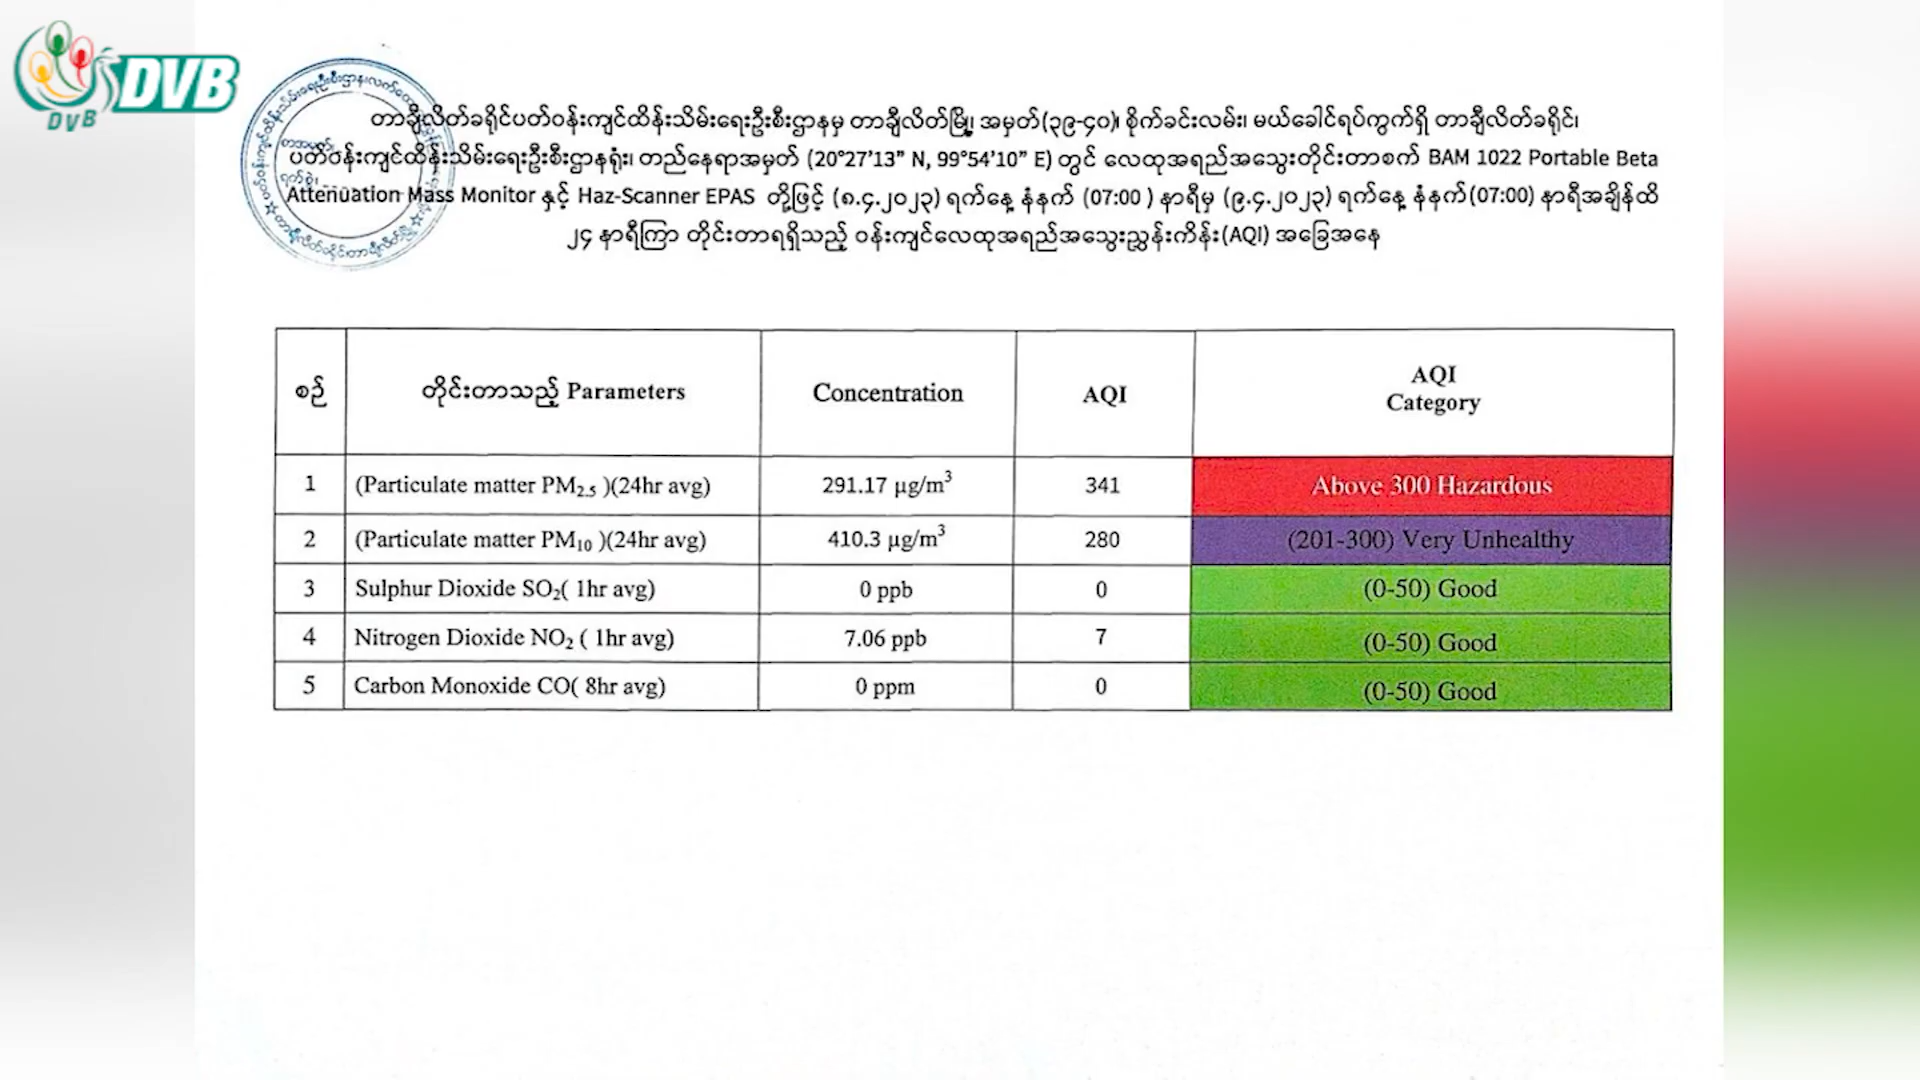 DVB
DVB
တာချီလိတ်ခရိုင်ပတ်ဝန်းကျင်ထိန်းသိမ်းရေးဦးစီးဌာနမှ တာချီလိတ်မြို့၊ အမှတ်(၃၉-၄၀)၊ စိုက်ခင်းလမ်း၊ မယ်ခေါင်ရပ်ကွက်ရှိ တာချီလိတ်ခရိုင်၊
ပတ်ဝန်းကျင်ထိန်းသိမ်းရေးဦးစီးဌာနရုံး၊ တည်နေရာအမှတ် (20°27'13" N, 99°54'10" E) တွင် လေထုအရည်အသွေးတိုင်းတာစက် BAM 1022 Portable Beta
Attenuation Mass Monitor နှင့် Haz-Scanner EPAS တို့ဖြင့် (၈.၄.၂၀၂၃) ရက်နေ့ နံနက် (07:00 ) နာရီမှ (၉.၄.၂၀၂၃) ရက်နေ့ နံနက်(07:00) နာရီအချိန်ထိ
၂၄ နာရီကြာ တိုင်းတာရရှိသည့် ဝန်းကျင်လေထုအရည်အသွေးညွှန်းကိန်း(AQI) အခြေအနေ
စဉ် တိုင်းတာသည့် Parameters Concentration AQI AQI Category
1 (Particulate matter PM2.5 )(24hr avg) 291.17 µg/m³ 341 Above 300 Hazardous
2 (Particulate matter PM10 )(24hr avg) 410.3 µg/m³ 280 (201-300) Very Unhealthy
3 Sulphur Dioxide SO2( 1hr avg) 0 ppb 0 (0-50) Good
4 Nitrogen Dioxide NO2 ( 1hr avg) 7.06 ppb 7 (0-50) Good
5 Carbon Monoxide CO( 8hr avg) 0 ppm 0 (0-50) Good